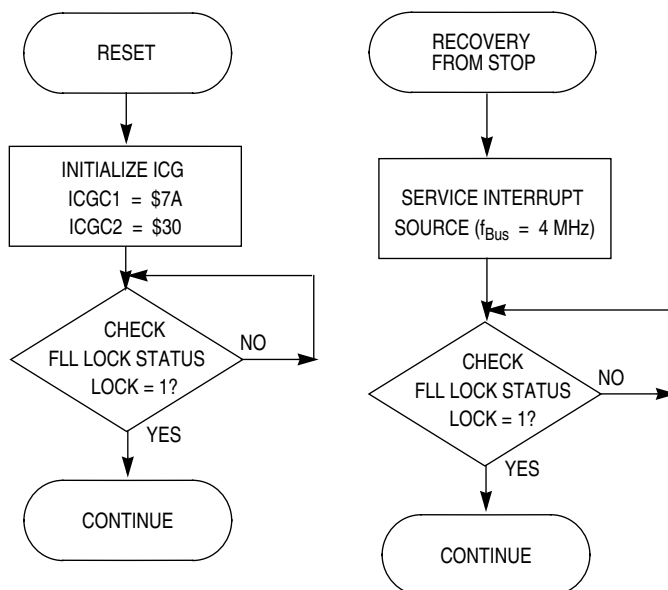 RESET
INITIALIZE ICG
ICGC1 = $7A
ICGC2 = $30
CHECK
FLL LOCK STATUS
LOCK = 1?
NO
YES
CONTINUE
RECOVERY
FROM STOP
SERVICE INTERRUPT
SOURCE (fBus = 4 MHz)
CHECK
FLL LOCK STATUS
LOCK = 1?
NO
YES
CONTINUE